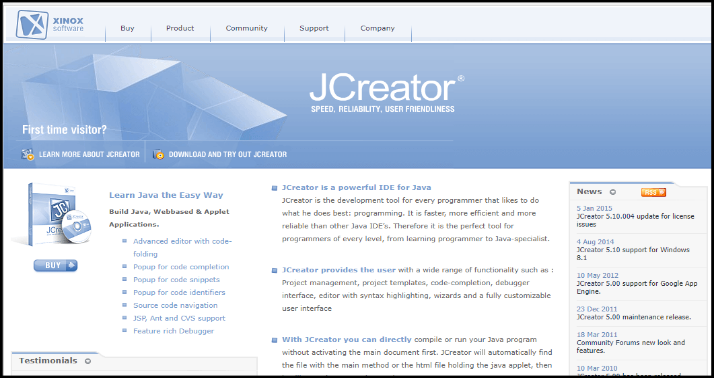 XINOX
software
Buy
Product
Community
Support
Company
JCreator®
SPEED, RELIABILITY, USER FRIENDLINESS
First time visitor?
LEARN MORE ABOUT JCREATOR
DOWNLOAD AND TRY OUT JCREATOR
BUY
Learn Java the Easy Way
Build Java, Webbased & Applet
Applications.
Advanced editor with code-
folding
Popup for code completion
Popup for code snippets
Popup for code identifiers
Source code navigation
JSP, Ant and CVS support
Feature rich Debugger
Testimonials
JCreator is a powerful IDE for Java
JCreator is the development tool for every programmer that likes to do
what he does best: programming. It is faster, more efficient and more
reliable than other Java IDE's. Therefore it is the perfect tool for
programmers of every level, from learning programmer to Java-specialist.
JCreator provides the user with a wide range of functionality such as :
Project management, project templates, code-completion, debugger
interface, editor with syntax highlighting, wizards and a fully customizable
user interface
With JCreator you can directly compile or run your Java program
without activating the main document first. JCreator will automatically find
the file with the main method or the html file holding the java applet, then
News
RSS
5 Jan 2015
JCreator 5.10.004 update for license
issues
4 Aug 2014
JCreator 5.10 support for Windows
8.1
10 May 2012
JCreator 5.00 support for Google App
Engine.
23 Dec 2011
JCreator 5.00 maintenance release.
18 Mar 2011
Community Forums new look and
features.
10 Mar 2010
JCreator 5.00 has been released